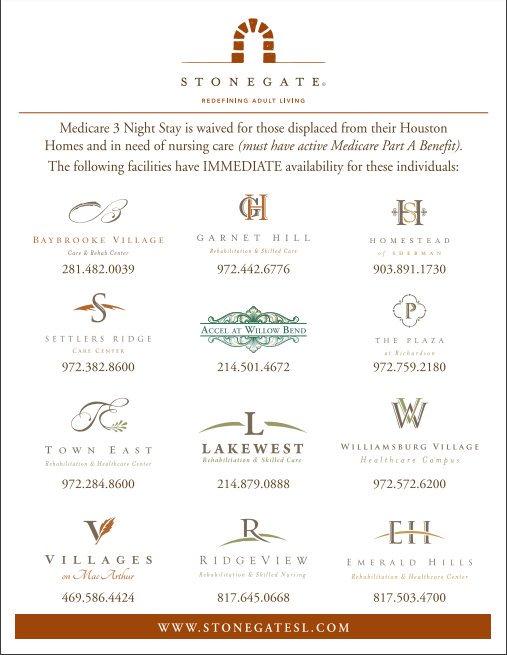 STONEGATE®
REDEFINING ADULT LIVING
Medicare 3 Night Stay is waived for those displaced from their Houston
Homes and in need of nursing care (must have active Medicare Part A Benefit).
The following facilities have IMMEDIATE availability for these individuals:
B
BAYBROOKE VILLAGE
Care & Rehab Center
281.482.0039
GH
GARNET HILL
Rehabilitation & Skilled Care
972.442.6776
HS
HOMESTEAD
of SHERMAN
903.891.1730
S
SETTLERS RIDGE
CARE CENTER
972.382.8600
ACCEL AT WILLOW BEND
214.501.4672
P
THE PLAZA
at Richardson
972.759.2180
TE
TOWN EAST
Rehabilitation & Healthcare Center
972.284.8600
L
LAKEWEST
Rehabilitation & Skilled Care
214.879.0888
W
WILLIAMSBURG VILLAGE
Healthcare Campus
972.572.6200
V
VILLAGES
on MacArthur
469.586.4424
R
RIDGEVIEW
Rehabilitation & Skilled Nursing
817.645.0668
EH
EMERALD HILLS
Rehabilitation & Healthcare Center
817.503.4700
WWW.STONEGATESL.COM